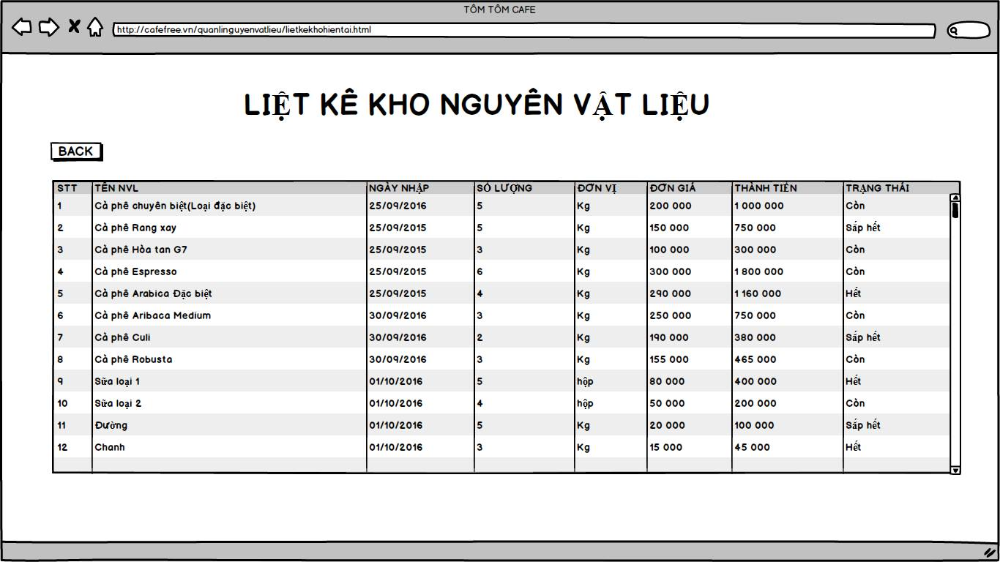 TÔM TÔM CAFE
http://cafefree.vn/quanlinguyenvatlieu/lietkekhohientai.html
LIỆT KÊ KHO NGUYÊN VẬT LIỆU
BACK
STT TÊN NVL NGÀY NHẬP SỐ LƯỢNG ĐƠN VỊ ĐƠN GIÁ THÀNH TIỀN TRẠNG THÁI
1 Cà phê chuyên biệt(Loại đặc biệt) 25/09/2016 5 Kg 200 000 1 000 000 Còn
2 Cà phê Rang xay 25/09/2015 5 Kg 150 000 750 000 Sắp hết
3 Cà phê Hòa tan G7 25/09/2015 3 Kg 100 000 300 000 Còn
4 Cà phê Espresso 25/09/2015 6 Kg 300 000 1 800 000 Còn
5 Cà phê Arabica Đặc biệt 25/09/2015 4 Kg 290 000 1 160 000 Hết
6 Cà phê Aribaca Medium 30/09/2016 3 Kg 250 000 750 000 Còn
7 Cà phê Culi 30/09/2016 2 Kg 190 000 380 000 Sắp hết
8 Cà phê Robusta 30/09/2016 3 Kg 155 000 465 000 Còn
9 Sữa loại 1 01/10/2016 5 hộp 80 000 400 000 Hết
10 Sữa loại 2 01/10/2016 4 hộp 50 000 200 000 Còn
11 Đường 01/10/2016 5 Kg 20 000 100 000 Sắp hết
12 Chanh 01/10/2016 3 Kg 15 000 45 000 Hết